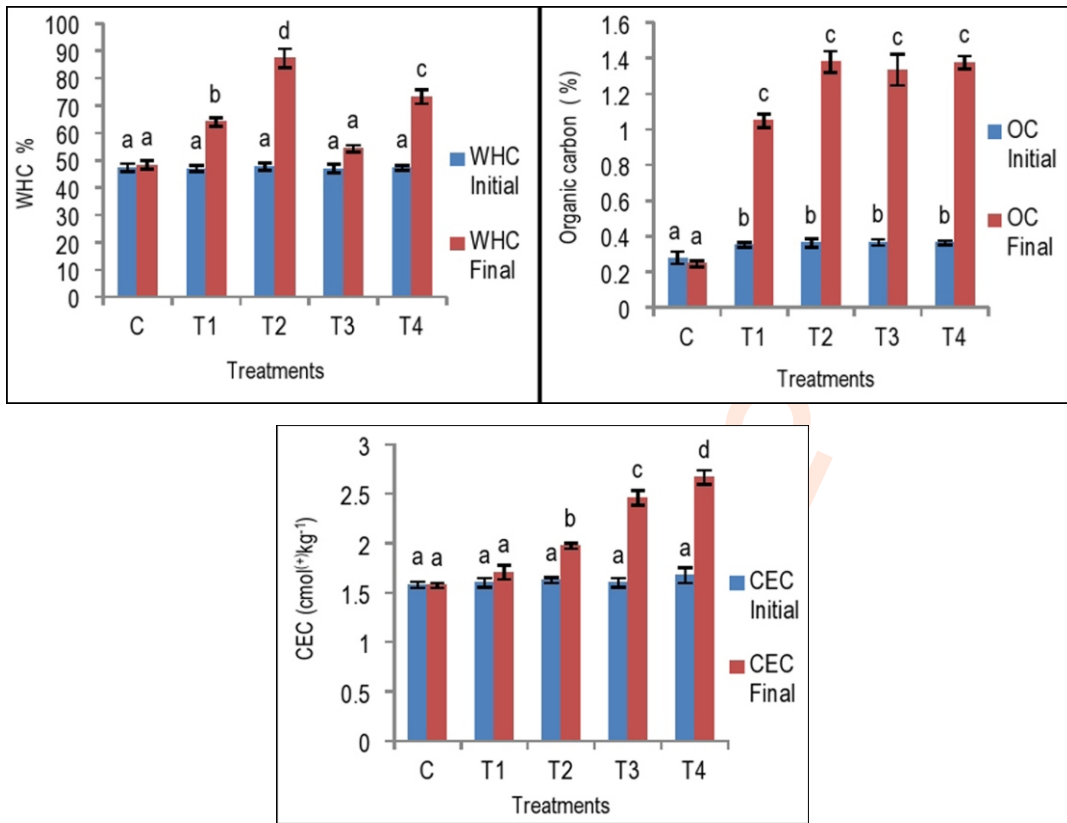 100
90
80
70
60
50
40
30
20
10
0
WHC %
a a a b a d a a a c
C T1 T2 T3 T4
Treatments
WHC Initial
WHC Final
1.6
1.4
1.2
1
0.8
0.6
0.4
0.2
0
Organic carbon ( %)
a a b c b c b c b c
C T1 T2 T3 T4
Treatments
OC Initial
OC Final
3
2.5
2
1.5
1
0.5
0
CEC (cmol⁽⁺⁾kg⁻¹)
a a a a a b a c a d
C T1 T2 T3 T4
Treatments
CEC Initial
CEC Final